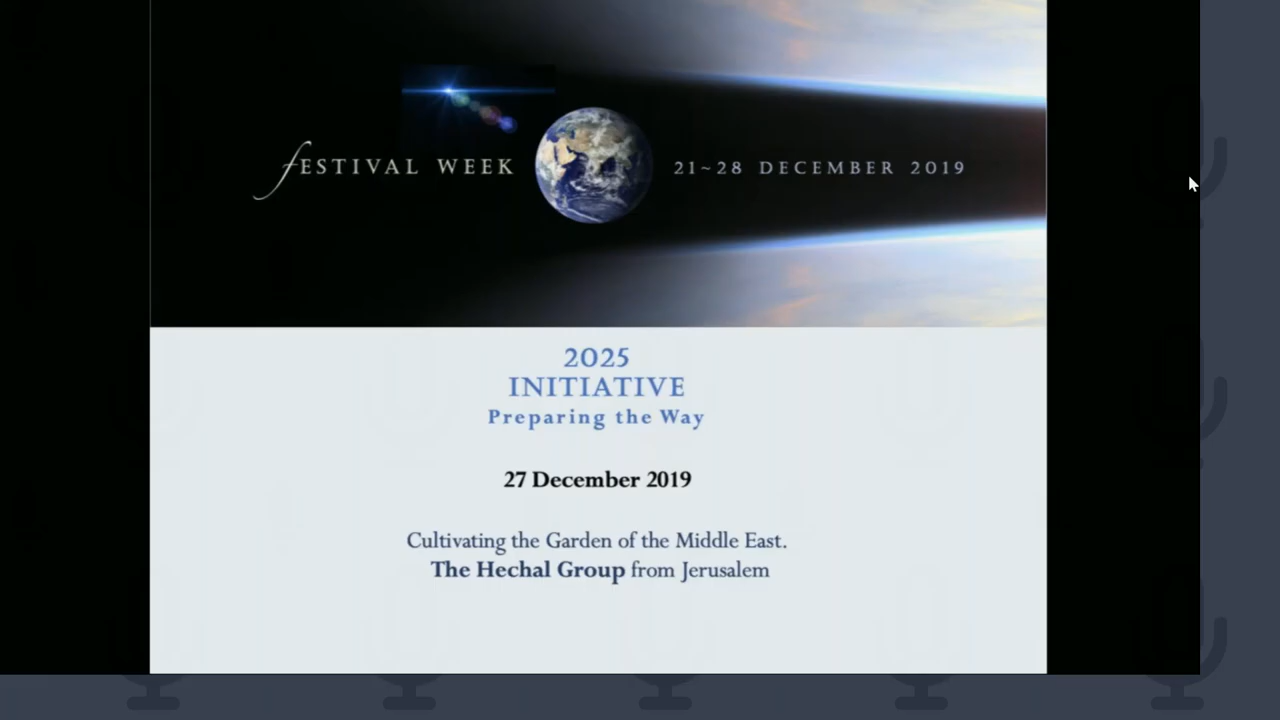 FESTIVAL WEEK 21~28 DECEMBER 2019
2025
INITIATIVE
Preparing the Way
27 December 2019
Cultivating the Garden of the Middle East.
The Hechal Group from Jerusalem